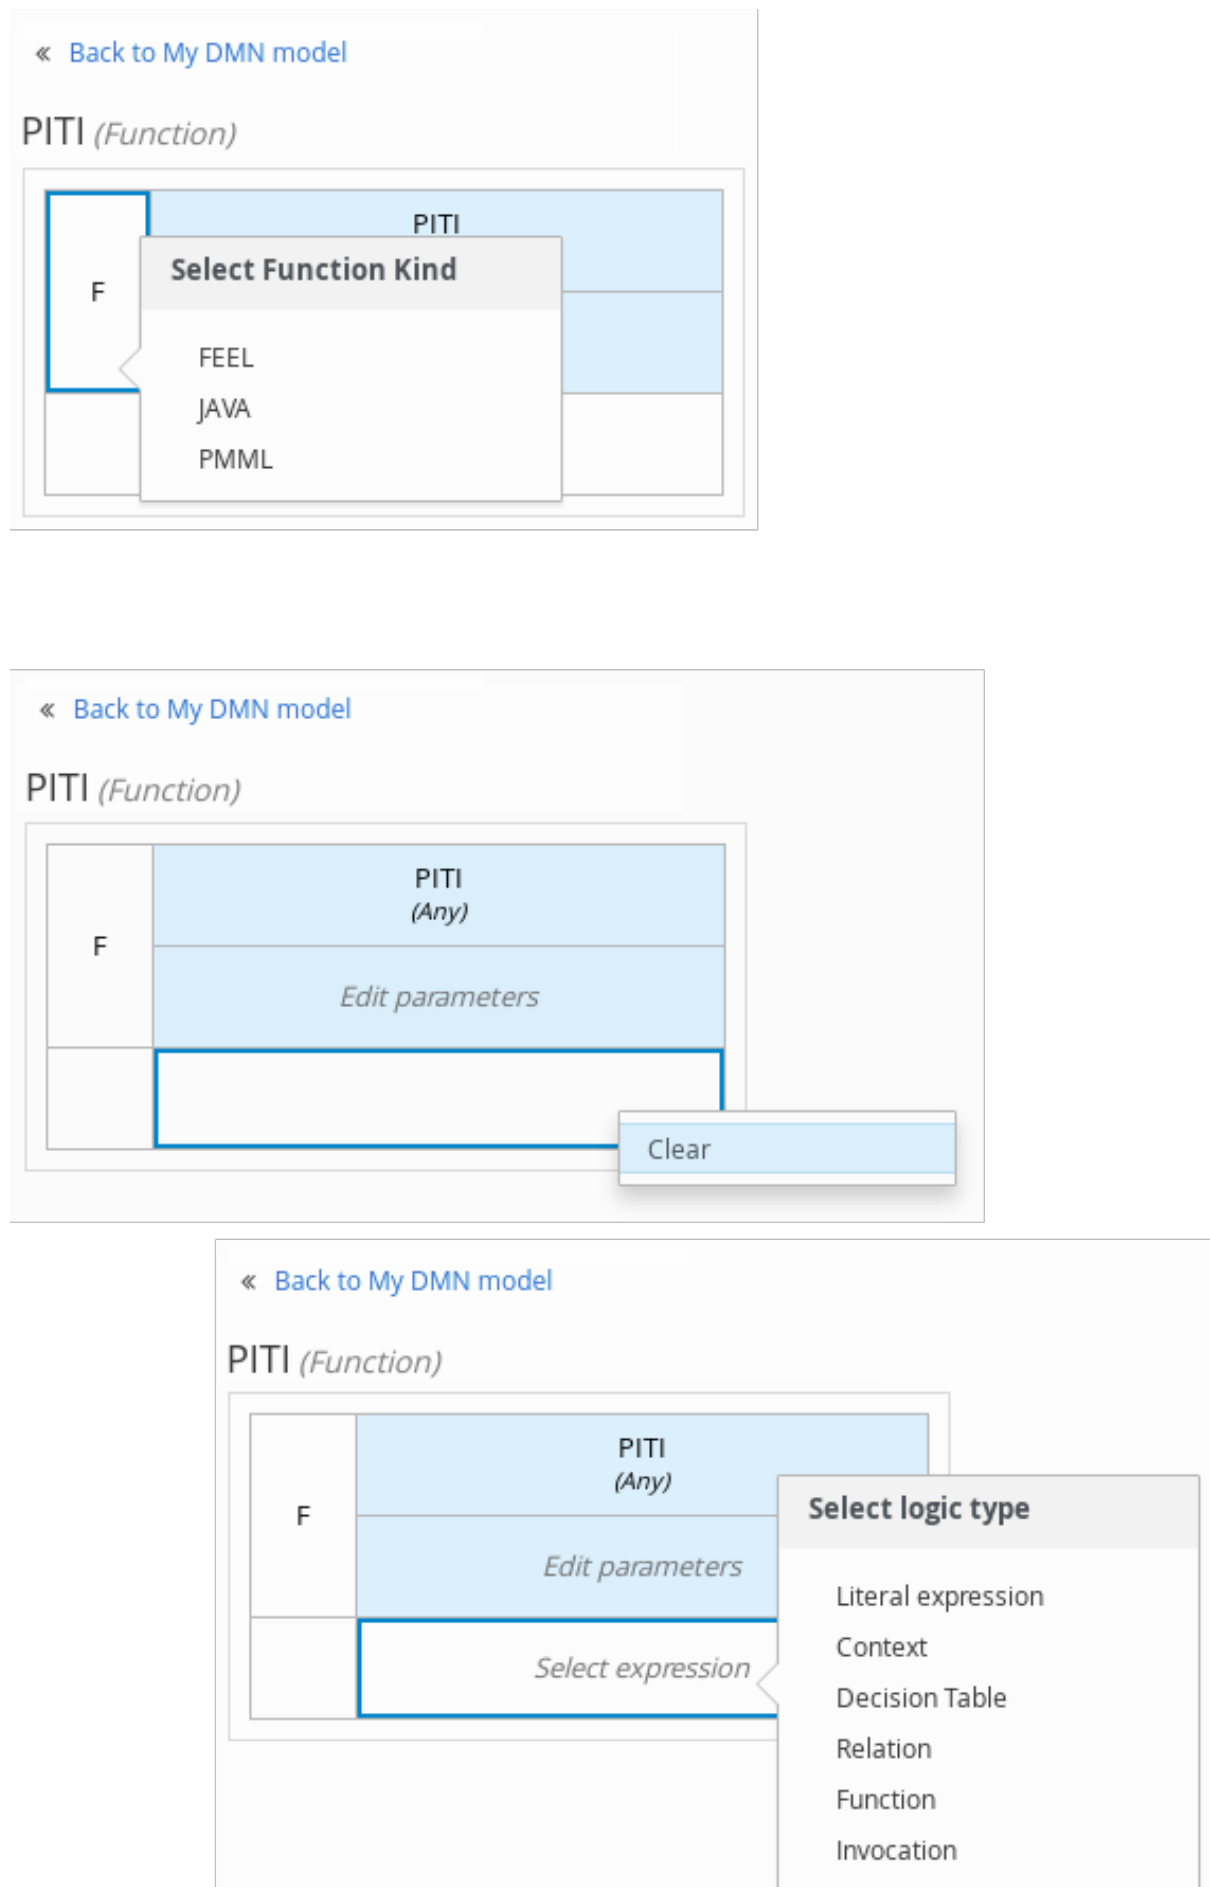 « Back to My DMN model
PITI (Function)
PITI
F
Select Function Kind
FEEL
JAVA
PMML
« Back to My DMN model
PITI (Function)
PITI
(Any)
F
Edit parameters
Clear
« Back to My DMN model
PITI (Function)
PITI
(Any)
F
Edit parameters
Select expression
Select logic type
Literal expression
Context
Decision Table
Relation
Function
Invocation